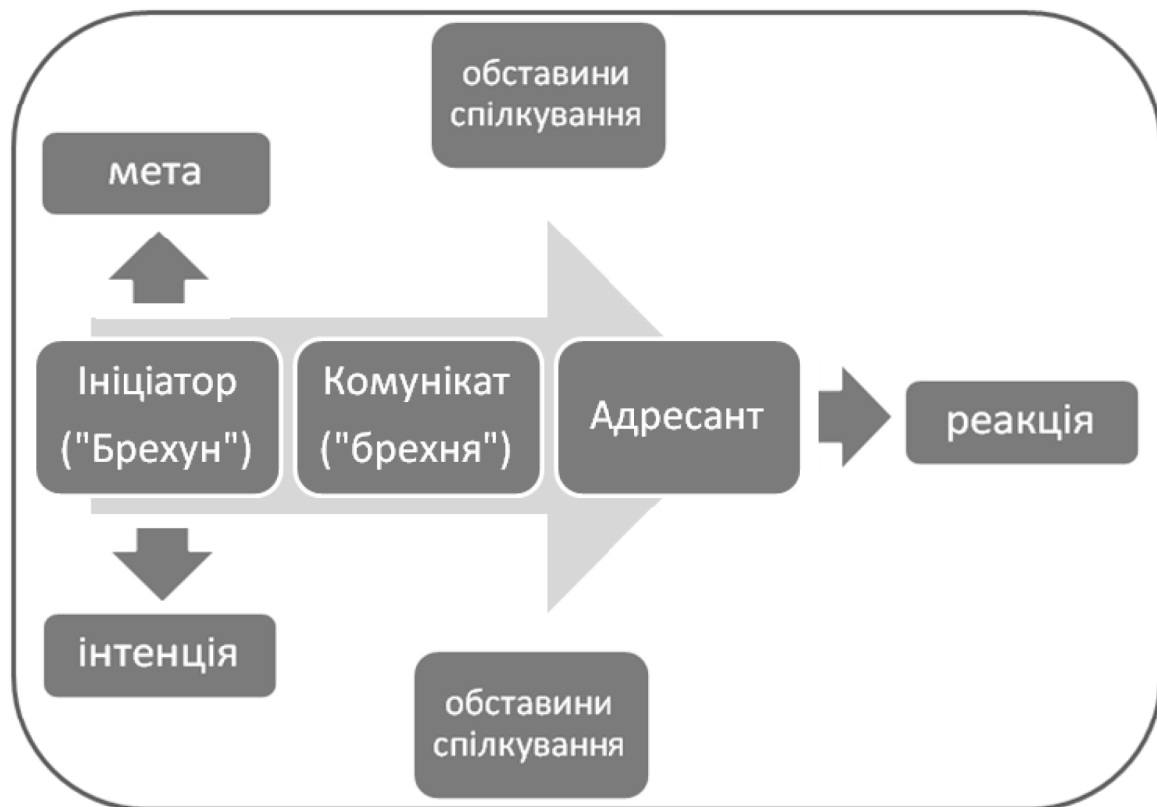 обставини
спілкування
мета
Ініціатор
("Брехун")
Комунікат
("брехня")
Адресант
реакція
інтенція
обставини
спілкування